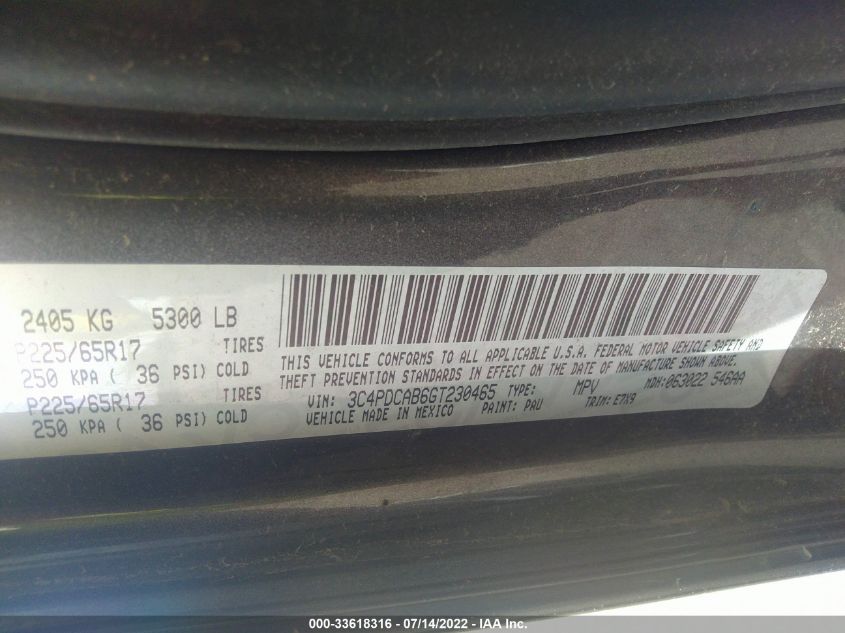 2405 KG 5300 LB
P225/65R17 TIRES
250 KPA ( 36 PSI) COLD
P225/65R17 TIRES
250 KPA ( 36 PSI) COLD
THIS VEHICLE CONFORMS TO ALL APPLICABLE U.S.A. FEDERAL MOTOR VEHICLE SAFETY AND
THEFT PREVENTION STANDARDS IN EFFECT ON THE DATE OF MANUFACTURE SHOWN ABOVE.
VIN: 3C4PDCAB6GT230465 TYPE: MPV MDH: 063022 546AA
VEHICLE MADE IN MEXICO PAINT: PAU TRIM: E7X9
000-33618316 - 07/14/2022 - IAA Inc.